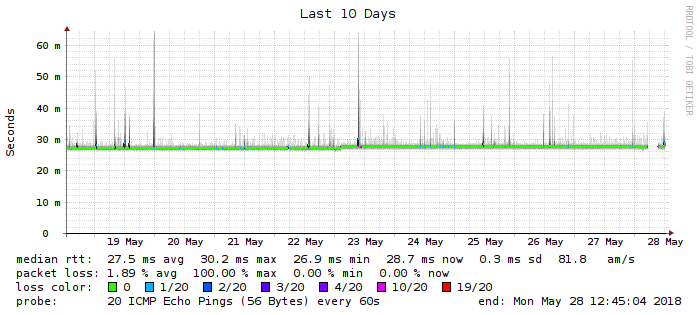 Last 10 Days
RRDTOOL / TOBI OETIKER
Seconds
60 m
50 m
40 m
30 m
20 m
10 m
0
19 May 20 May 21 May 22 May 23 May 24 May 25 May 26 May 27 May 28 May
median rtt: 27.5 ms avg 30.2 ms max 26.9 ms min 28.7 ms now 0.3 ms sd 81.8 am/s
packet loss: 1.89 % avg 100.00 % max 0.00 % min 0.00 % now
loss color: 0 1/20 2/20 3/20 4/20 10/20 19/20
probe: 20 ICMP Echo Pings (56 Bytes) every 60s end: Mon May 28 12:45:04 2018